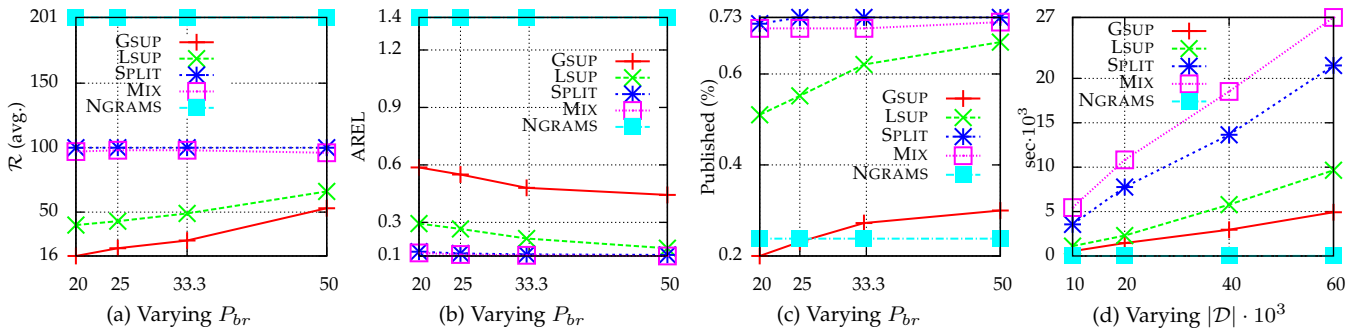 201
150
100
50
16
R (avg.)
GSUP
LSUP
SPLIT
MIX
NGRAMS
20 25 33.3 50
(a) Varying P_br
1.4
1.2
0.9
0.6
0.3
0.1
AREL
GSUP
LSUP
SPLIT
MIX
NGRAMS
20 25 33.3 50
(b) Varying P_br
0.73
0.6
0.4
0.2
Published (%)
GSUP
LSUP
SPLIT
MIX
NGRAMS
20 25 33.3 50
(c) Varying P_br
27
20
10
5
0
sec·10³
GSUP
LSUP
SPLIT
MIX
NGRAMS
10 20 40 60
(d) Varying |D| · 10³